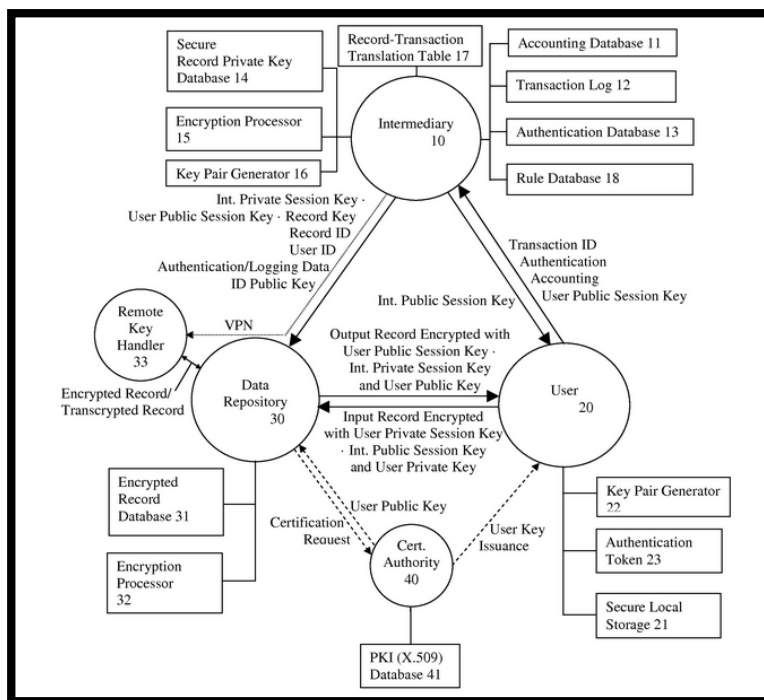 Secure
Record Private Key
Database 14
Record-Transaction
Translation Table 17
Accounting Database 11
Transaction Log 12
Encryption Processor
15
Intermediary
10
Authentication Database 13
Key Pair Generator 16
Rule Database 18
Int. Private Session Key ·
User Public Session Key · Record Key
Record ID
User ID
Authentication/Logging Data
ID Public Key
Transaction ID
Authentication
Accounting
User Public Session Key
Int. Public Session Key
Remote
Key
Handler
33
VPN
Output Record Encrypted with
User Public Session Key ·
Int. Private Session Key
and User Public Key
Encrypted Record/
Transcrypted Record
Data
Repository
30
User
20
Input Record Encrypted
with User Private Session Key
· Int. Public Session Key
and User Private Key
Encrypted
Record
Database 31
User Public Key
Certification
Request
User Key
Issuance
Key Pair Generator
22
Encryption
Processor
32
Cert.
Authority
40
Authentication
Token 23
Secure Local
Storage 21
PKI (X.509)
Database 41